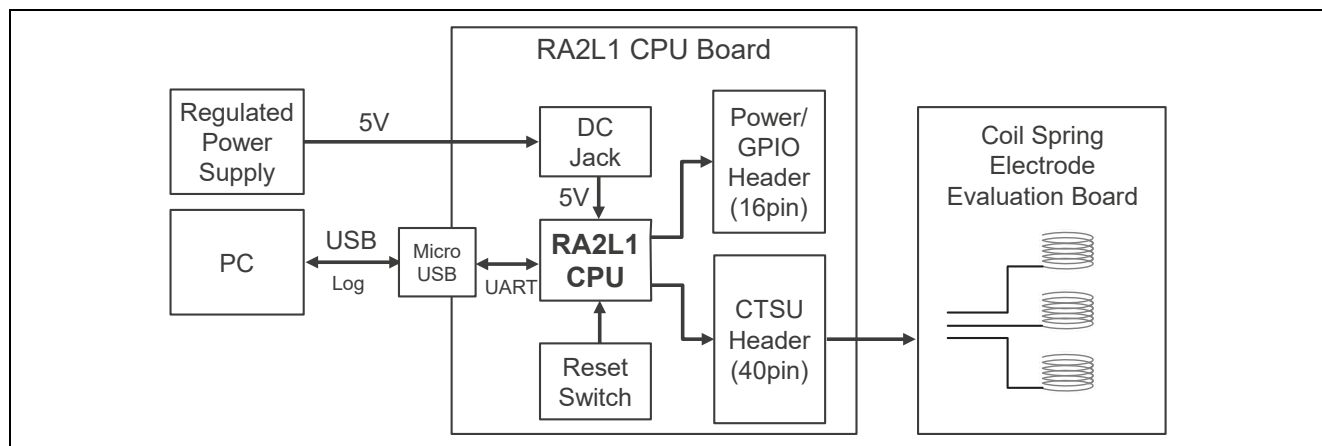 RA2L1 CPU Board
Regulated
Power
Supply
5V
DC
Jack
5V
Power/
GPIO
Header
(16pin)
PC
USB
Log
Micro
USB
UART
RA2L1
CPU
Reset
Switch
CTSU
Header
(40pin)
Coil Spring
Electrode
Evaluation Board